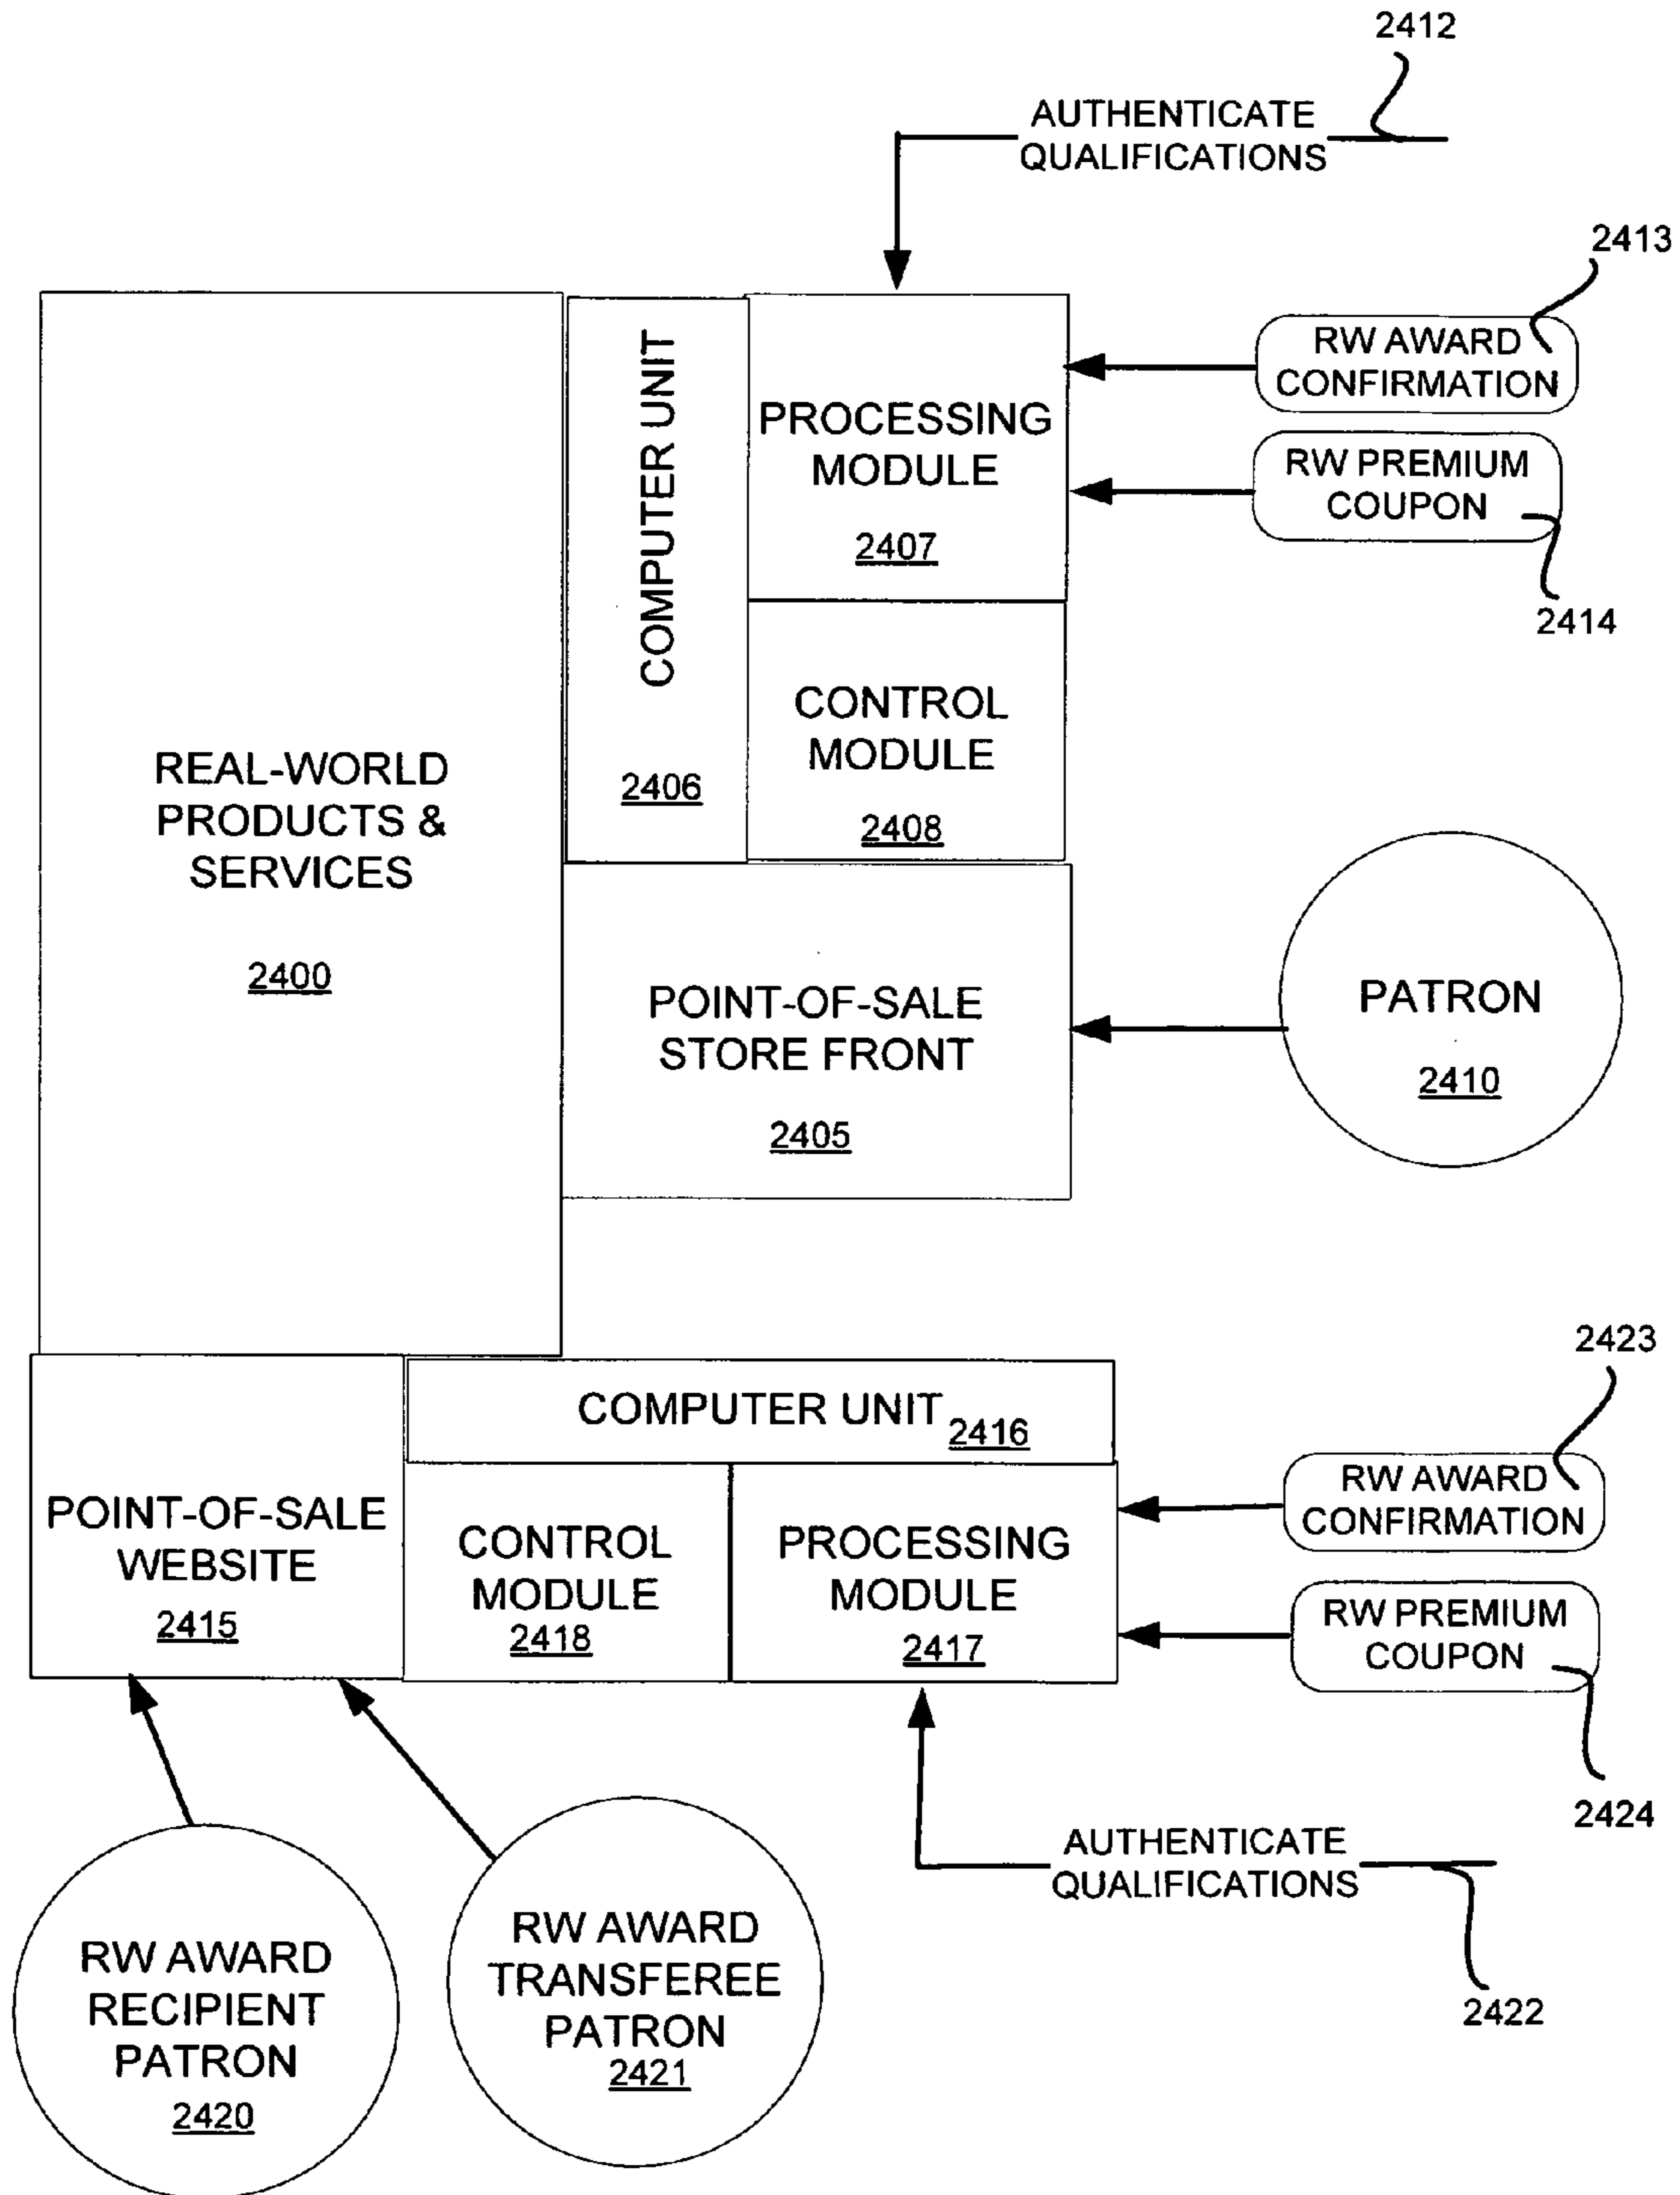 2412
AUTHENTICATE
QUALIFICATIONS
2413
RW AWARD
CONFIRMATION
RW PREMIUM
COUPON
2414
COMPUTER UNIT
2406
PROCESSING
MODULE
2407
CONTROL
MODULE
2408
REAL-WORLD
PRODUCTS &
SERVICES
2400
POINT-OF-SALE
STORE FRONT
2405
PATRON
2410
2423
COMPUTER UNIT 2416
RW AWARD
CONFIRMATION
POINT-OF-SALE
WEBSITE
2415
CONTROL
MODULE
2418
PROCESSING
MODULE
2417
RW PREMIUM
COUPON
2424
AUTHENTICATE
QUALIFICATIONS
2422
RW AWARD
RECIPIENT
PATRON
2420
RW AWARD
TRANSFEREE
PATRON
2421